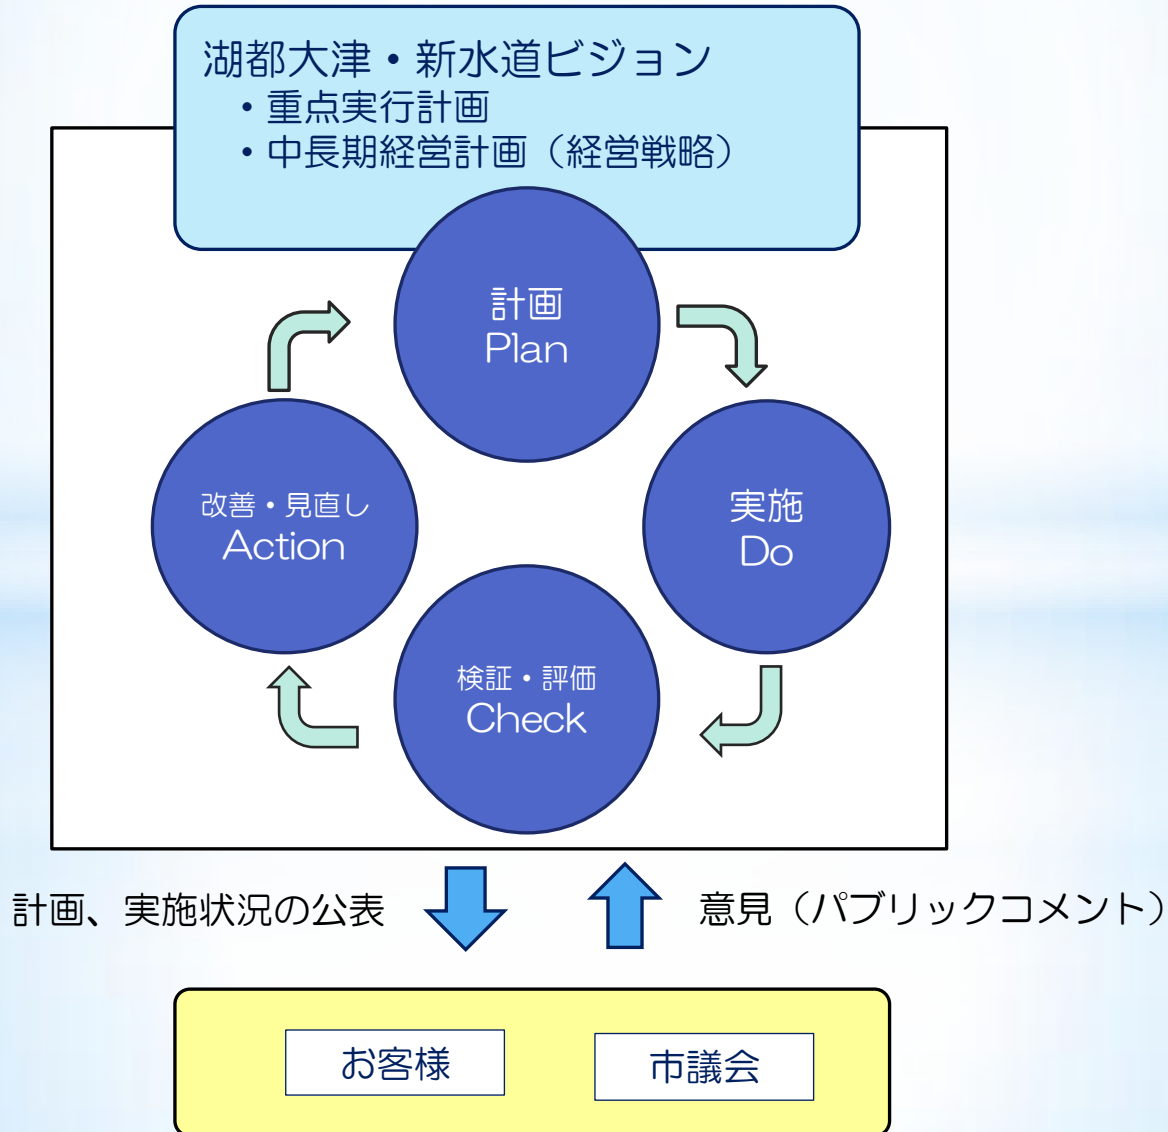 湖都大津・新水道ビジョン
・重点実行計画
・中長期経営計画（経営戦略）
計画
Plan
改善・見直し
Action
実施
Do
検証・評価
Check
計画、実施状況の公表
意見（パブリックコメント）
お客様
市議会